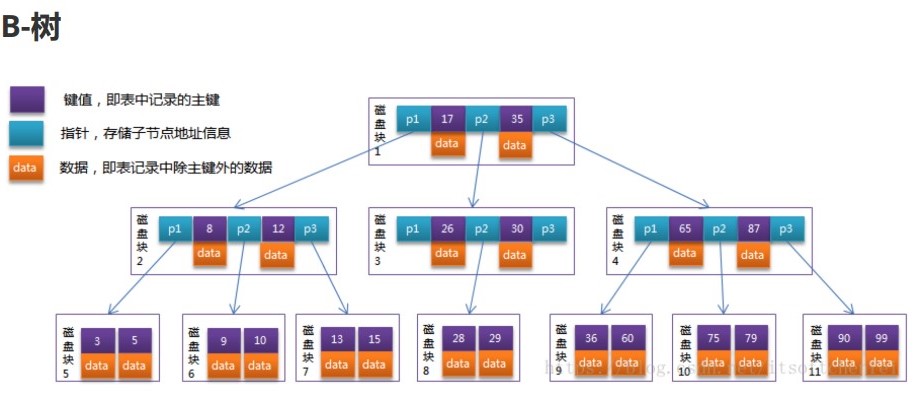 B-树
键值，即表中记录的主键
指针，存储子节点地址信息
data 数据，即表记录中除主键外的数据
磁盘块1
p1 17 p2 35 p3
data data
磁盘块2
p1 8 p2 12 p3
data data
磁盘块3
p1 26 p2 30 p3
data data
磁盘块4
p1 65 p2 87 p3
data data
磁盘块5
3 5
data data
磁盘块6
9 10
data data
磁盘块7
13 15
data data
磁盘块8
28 29
data data
磁盘块9
36 60
data data
磁盘块10
75 79
data data
磁盘块11
90 99
data data